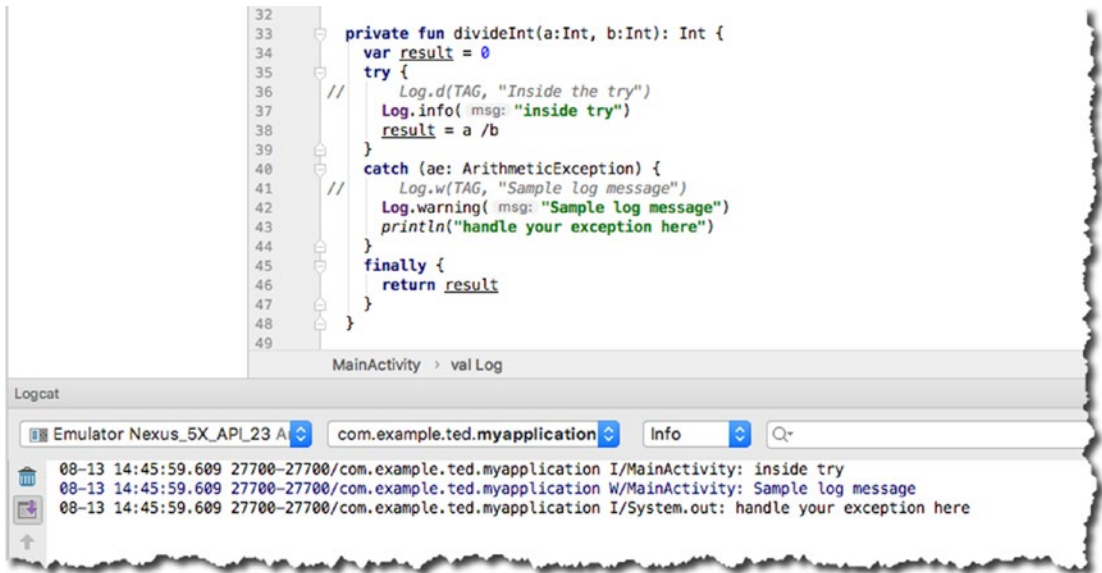 32
33 private fun divideInt(a:Int, b:Int): Int {
34 var result = 0
35 try {
36 // Log.d(TAG, "Inside the try")
37 Log.info( msg: "inside try")
38 result = a /b
39 }
40 catch (ae: ArithmeticException) {
41 // Log.w(TAG, "Sample log message")
42 Log.warning( msg: "Sample log message")
43 println("handle your exception here")
44 }
45 finally {
46 return result
47 }
48 }
49
MainActivity › val Log
Logcat
Emulator Nexus_5X_API_23 com.example.ted.myapplication Info
08-13 14:45:59.609 27700-27700/com.example.ted.myapplication I/MainActivity: inside try
08-13 14:45:59.609 27700-27700/com.example.ted.myapplication W/MainActivity: Sample log message
08-13 14:45:59.609 27700-27700/com.example.ted.myapplication I/System.out: handle your exception here